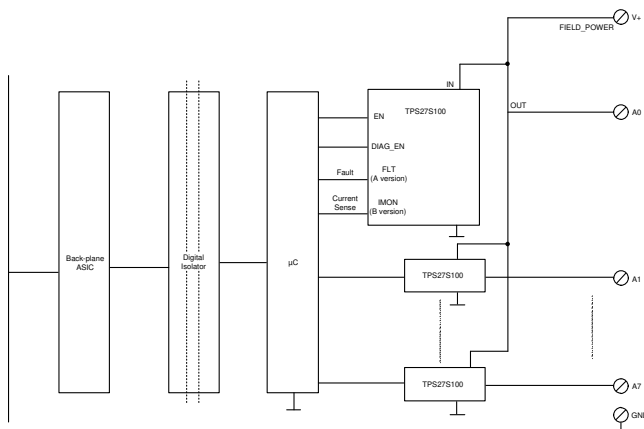 V+
FIELD_POWER
IN
TPS27S100
OUT
A0
EN
DIAG_EN
Fault
FLT
(A version)
Current
Sense
IMON
(B version)
Back-plane
ASIC
Digital
Isolator
µC
TPS27S100
A1
TPS27S100
A7